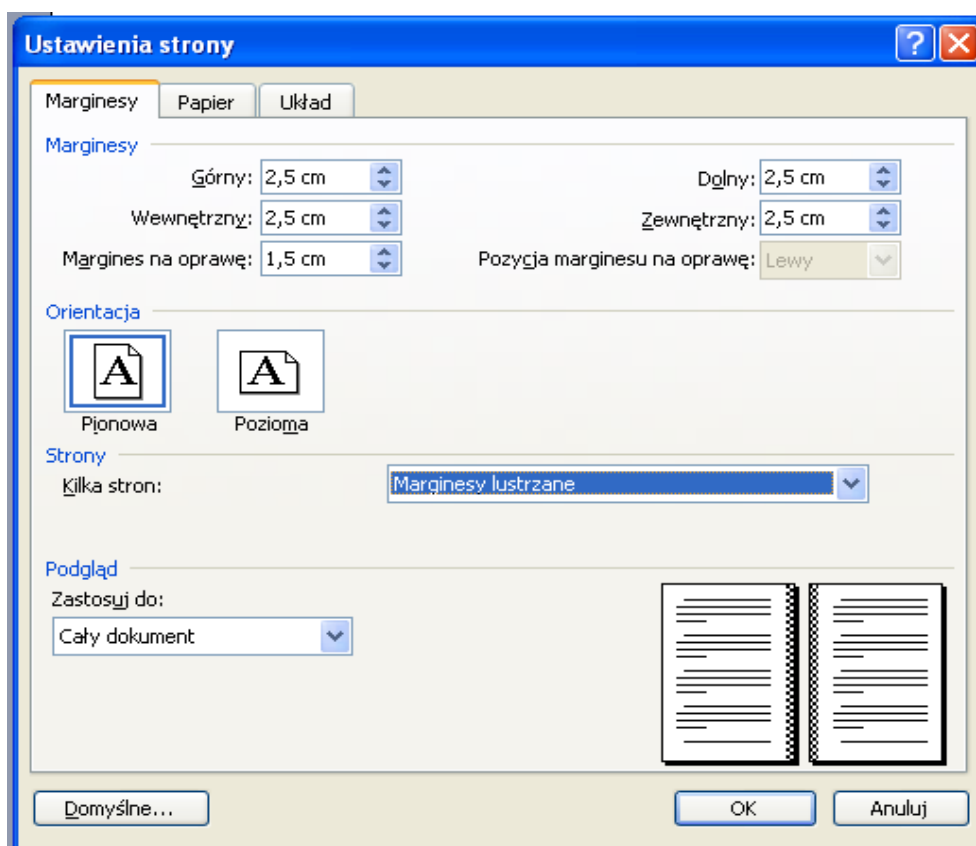 Ustawienia strony
Marginesy Papier Układ
Marginesy
Górny: 2,5 cm Dolny: 2,5 cm
Wewnętrzny: 2,5 cm Zewnętrzny: 2,5 cm
Margines na oprawę: 1,5 cm Pozycja marginesu na oprawę: Lewy
Orientacja
A A
Pionowa Pozioma
Strony
Kilka stron: Marginesy lustrzane
Podgląd
Zastosuj do:
Cały dokument
Domyślne... OK Anuluj